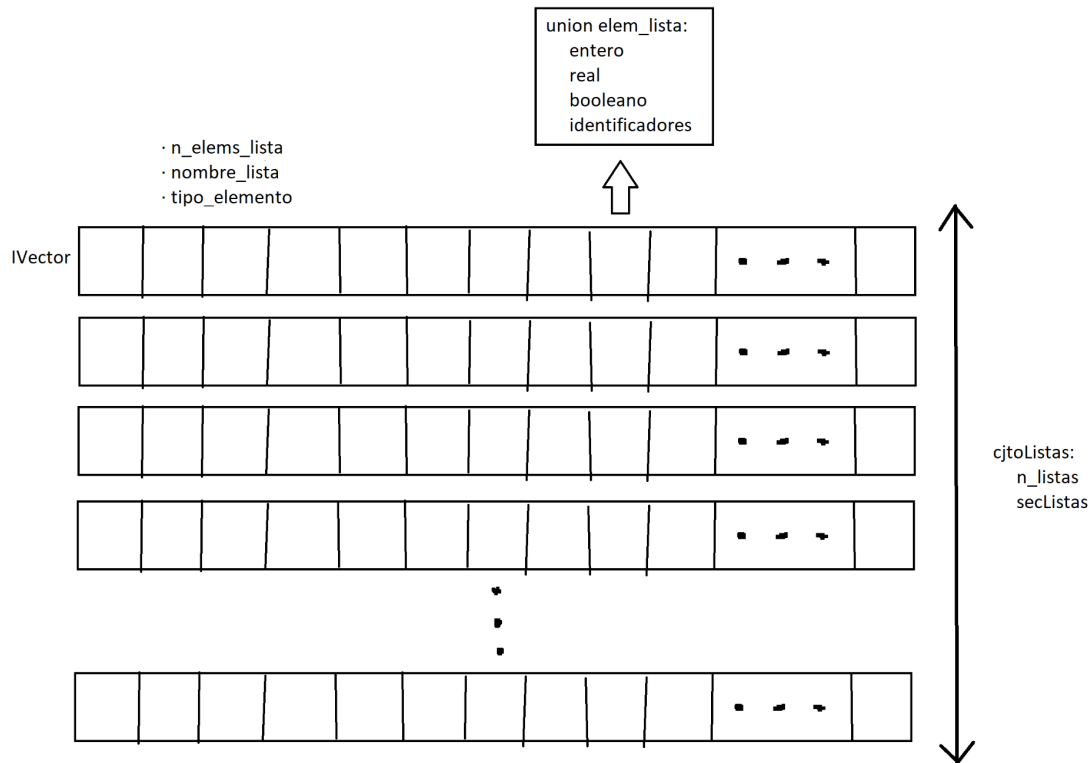 union elem_lista:
entero
real
booleano
identificadores
· n_elems_lista
· nombre_lista
· tipo_elemento
lVector
cjtoListas:
n_listas
secListas